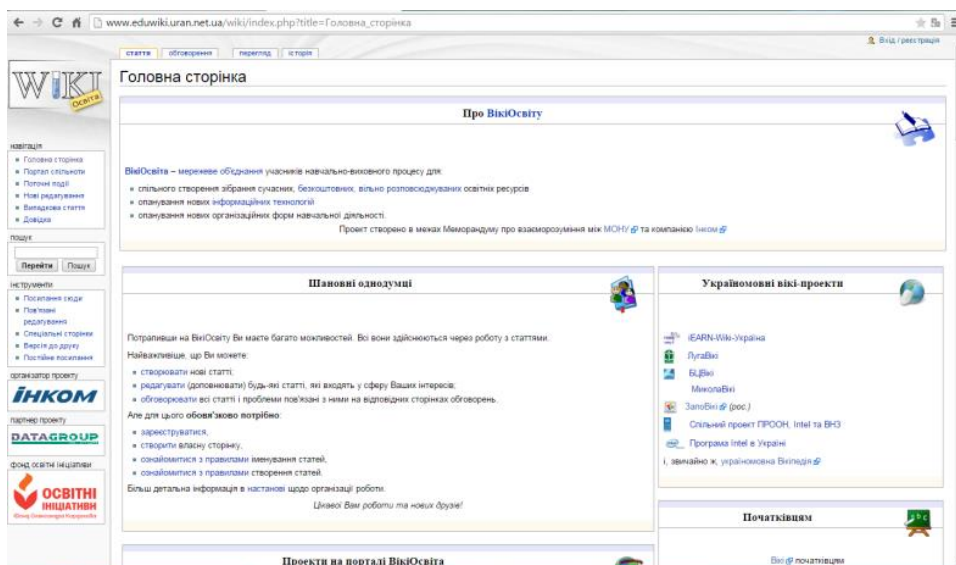 www.eduwiki.uran.net.ua/wiki/index.php?title=Головна_сторінка
Вхід / реєстрація
стаття обговорення перегляд історія
WIKI
Освіта
Головна сторінка
Про ВікіОсвіту
ВікіОсвіта – мережеве об'єднання учасників навчально-виховного процесу для:
спільного створення зібрання сучасних, безкоштовних, вільно розповсюджуваних освітніх ресурсів
опанування нових інформаційних технологій
опанування нових організаційних форм навчальної діяльності.
Проект створено в межах Меморандуму про взаєморозуміння між МОНУ та компанією Інком
навігація
Головна сторінка
Портал спільноти
Поточні події
Нові редагування
Випадкова стаття
Довідка
пошук
Перейти Пошук
інструменти
Посилання сюди
Пов'язані
редагування
Спеціальні сторінки
Версія до друку
Постійне посилання
організатор проекту
ІНКОМ
партнер проекту
DATAGROUP
фонд освітні ініціативи
ОСВІТНІ
ІНІЦІАТИВИ
Шановні однодумці
Потрапивши на ВікіОсвіту Ви маєте багато можливостей. Всі вони здійснюються через роботу з статтями.
Найважливіше, що Ви можете:
створювати нові статті;
редагувати (доповнювати) будь-які статті, які входять у сферу Ваших інтересів;
обговорювати всі статті і проблеми пов'язані з ними на відповідних сторінках обговорень.
Але для цього обовя'зково потрібно:
зареєструватися,
створити власну сторінку,
ознайомитися з правилами іменування статей,
ознайомитися з правилами створення статей.
Більш детальна інформація в настанові щодо організації роботи.
Цікавої Вам роботи та нових друзів!
Україномовні вікі-проекти
iEARN-Wiki-Україна
ЛугаВікі
БЦВікі
МиколаВікі
ЗапоВікі (рос.)
Спільний проект ПРООН, Intel та ВНЗ
Програма Intel в Україні
і, звичайно ж, україномовна Вікіпедія
Початківцям
Вікі початківцям
Проекти на порталі ВікіОсвіта